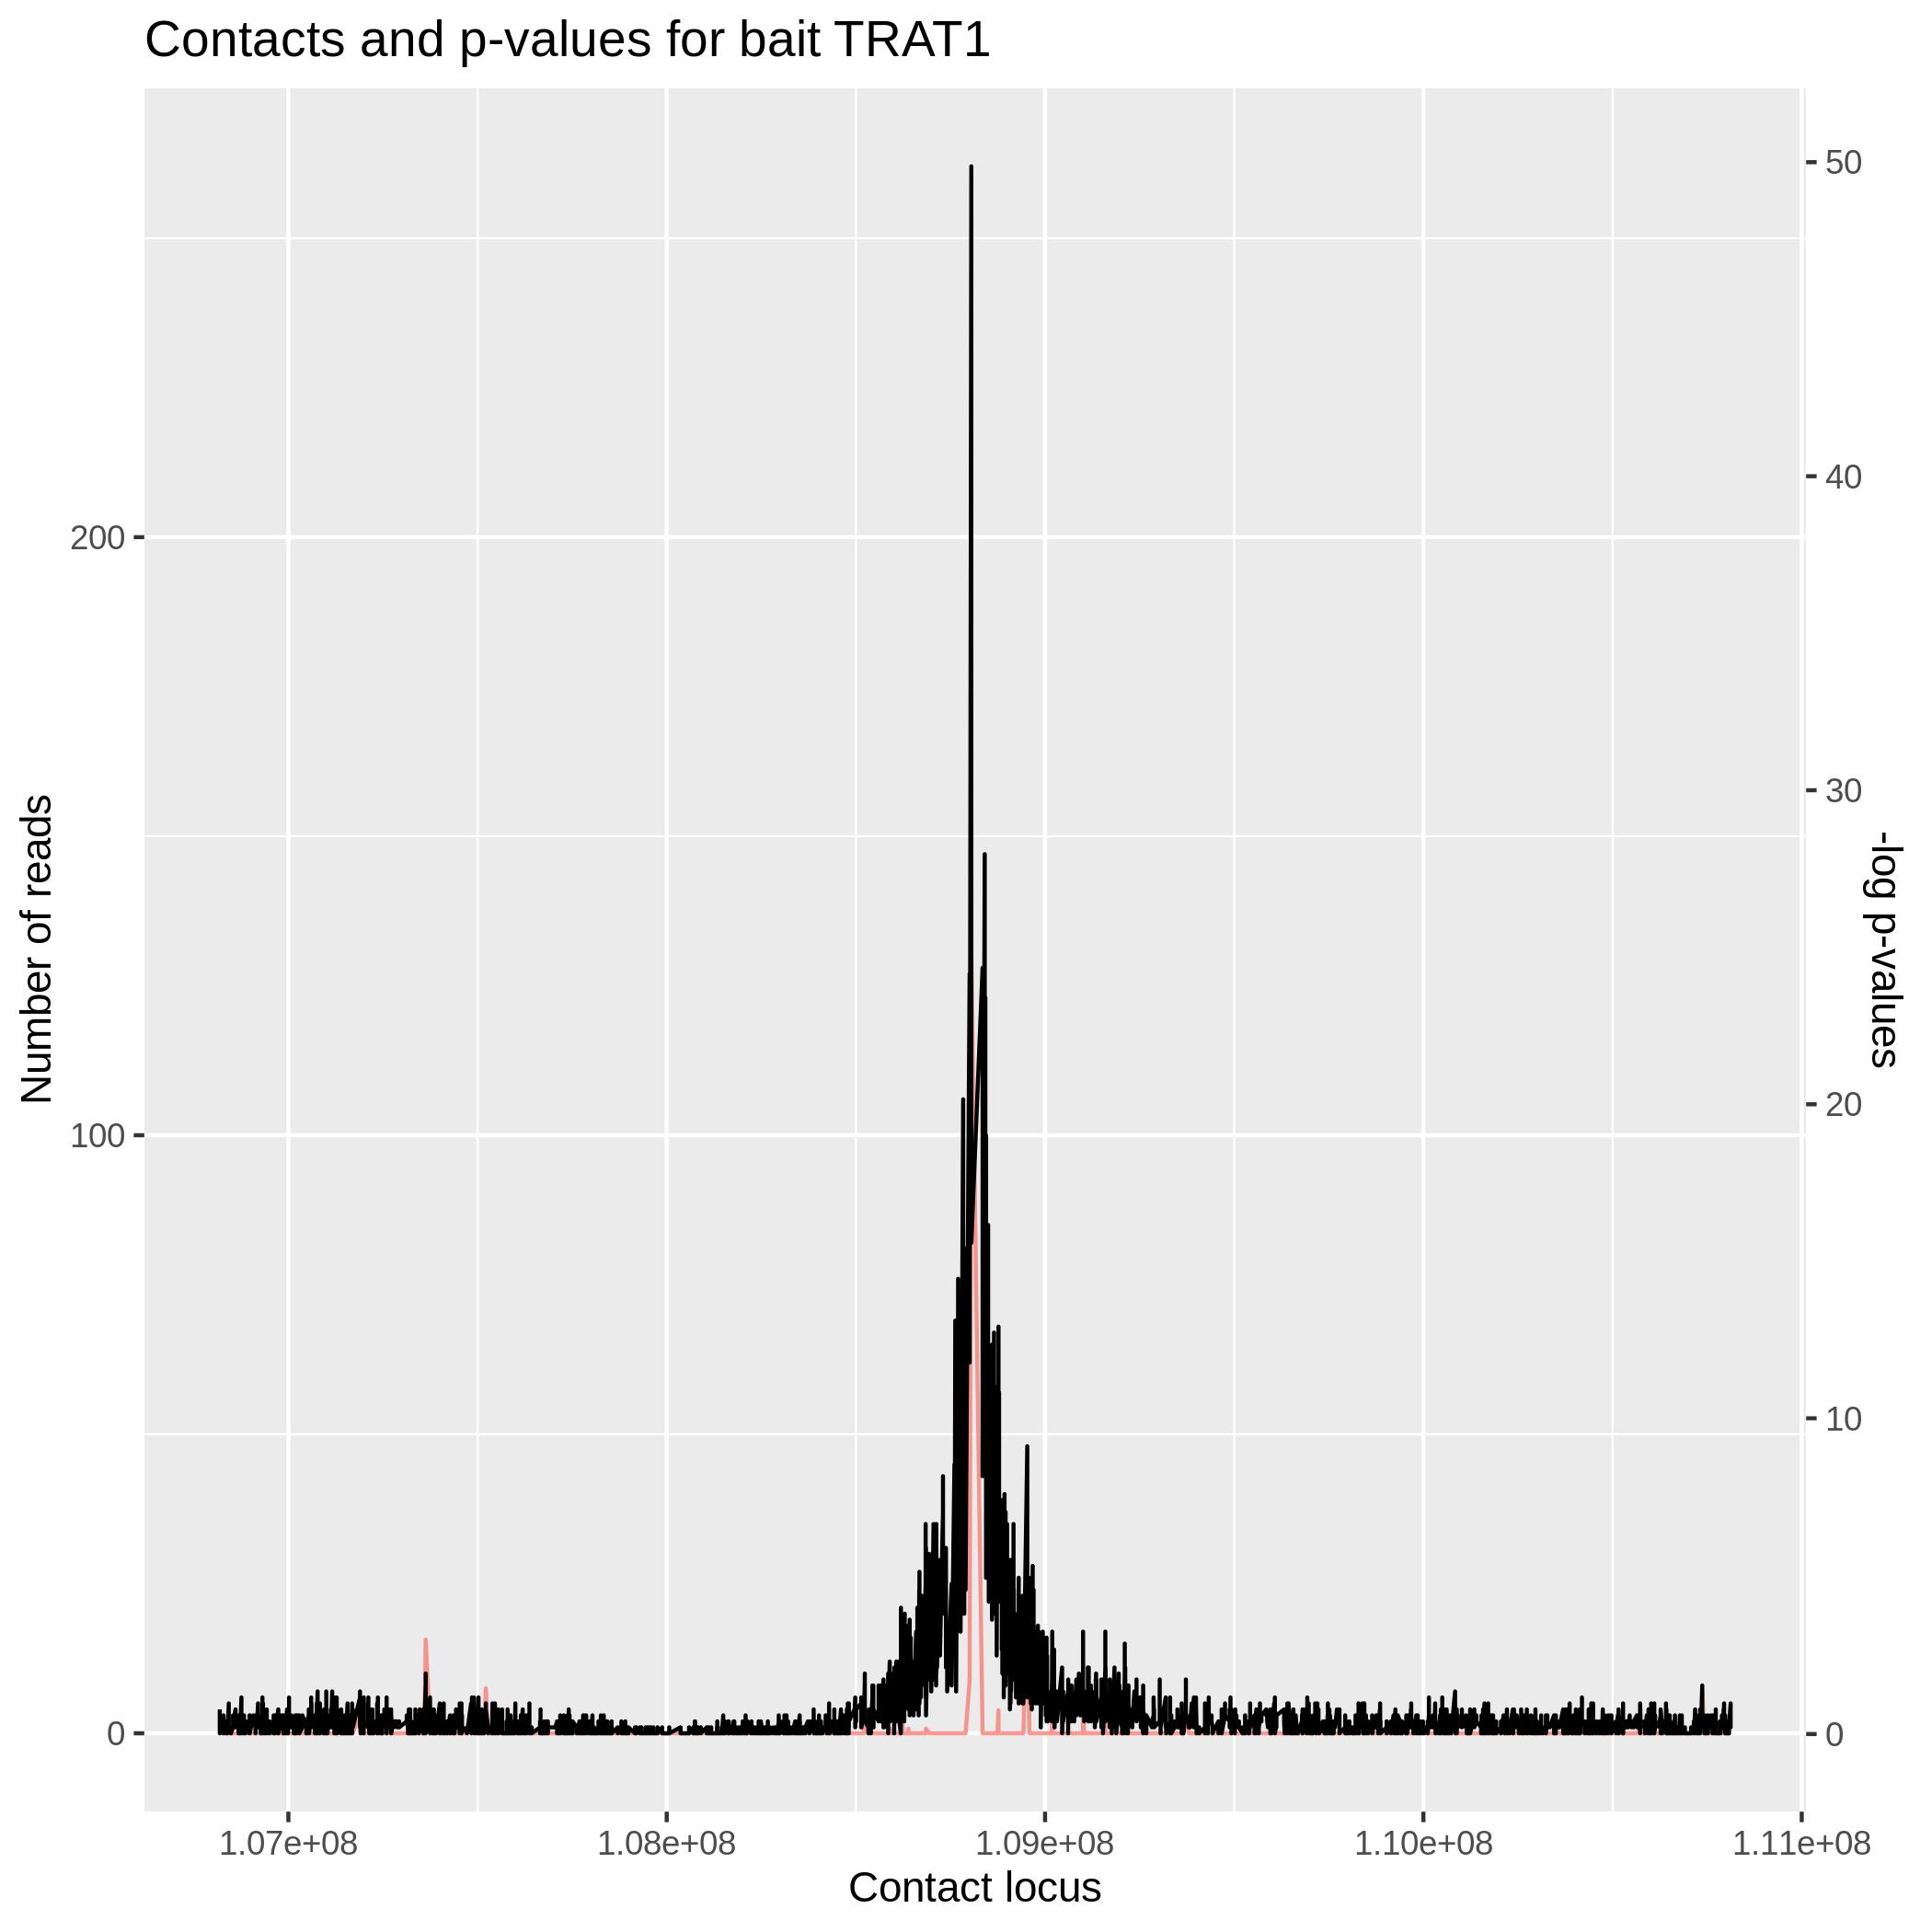 Contacts and p-values for bait TRAT1
Number of reads
200
100
0
50
40
30
20
10
0
-log p-values
1.07e+08
1.08e+08
1.09e+08
1.10e+08
1.11e+08
Contact locus